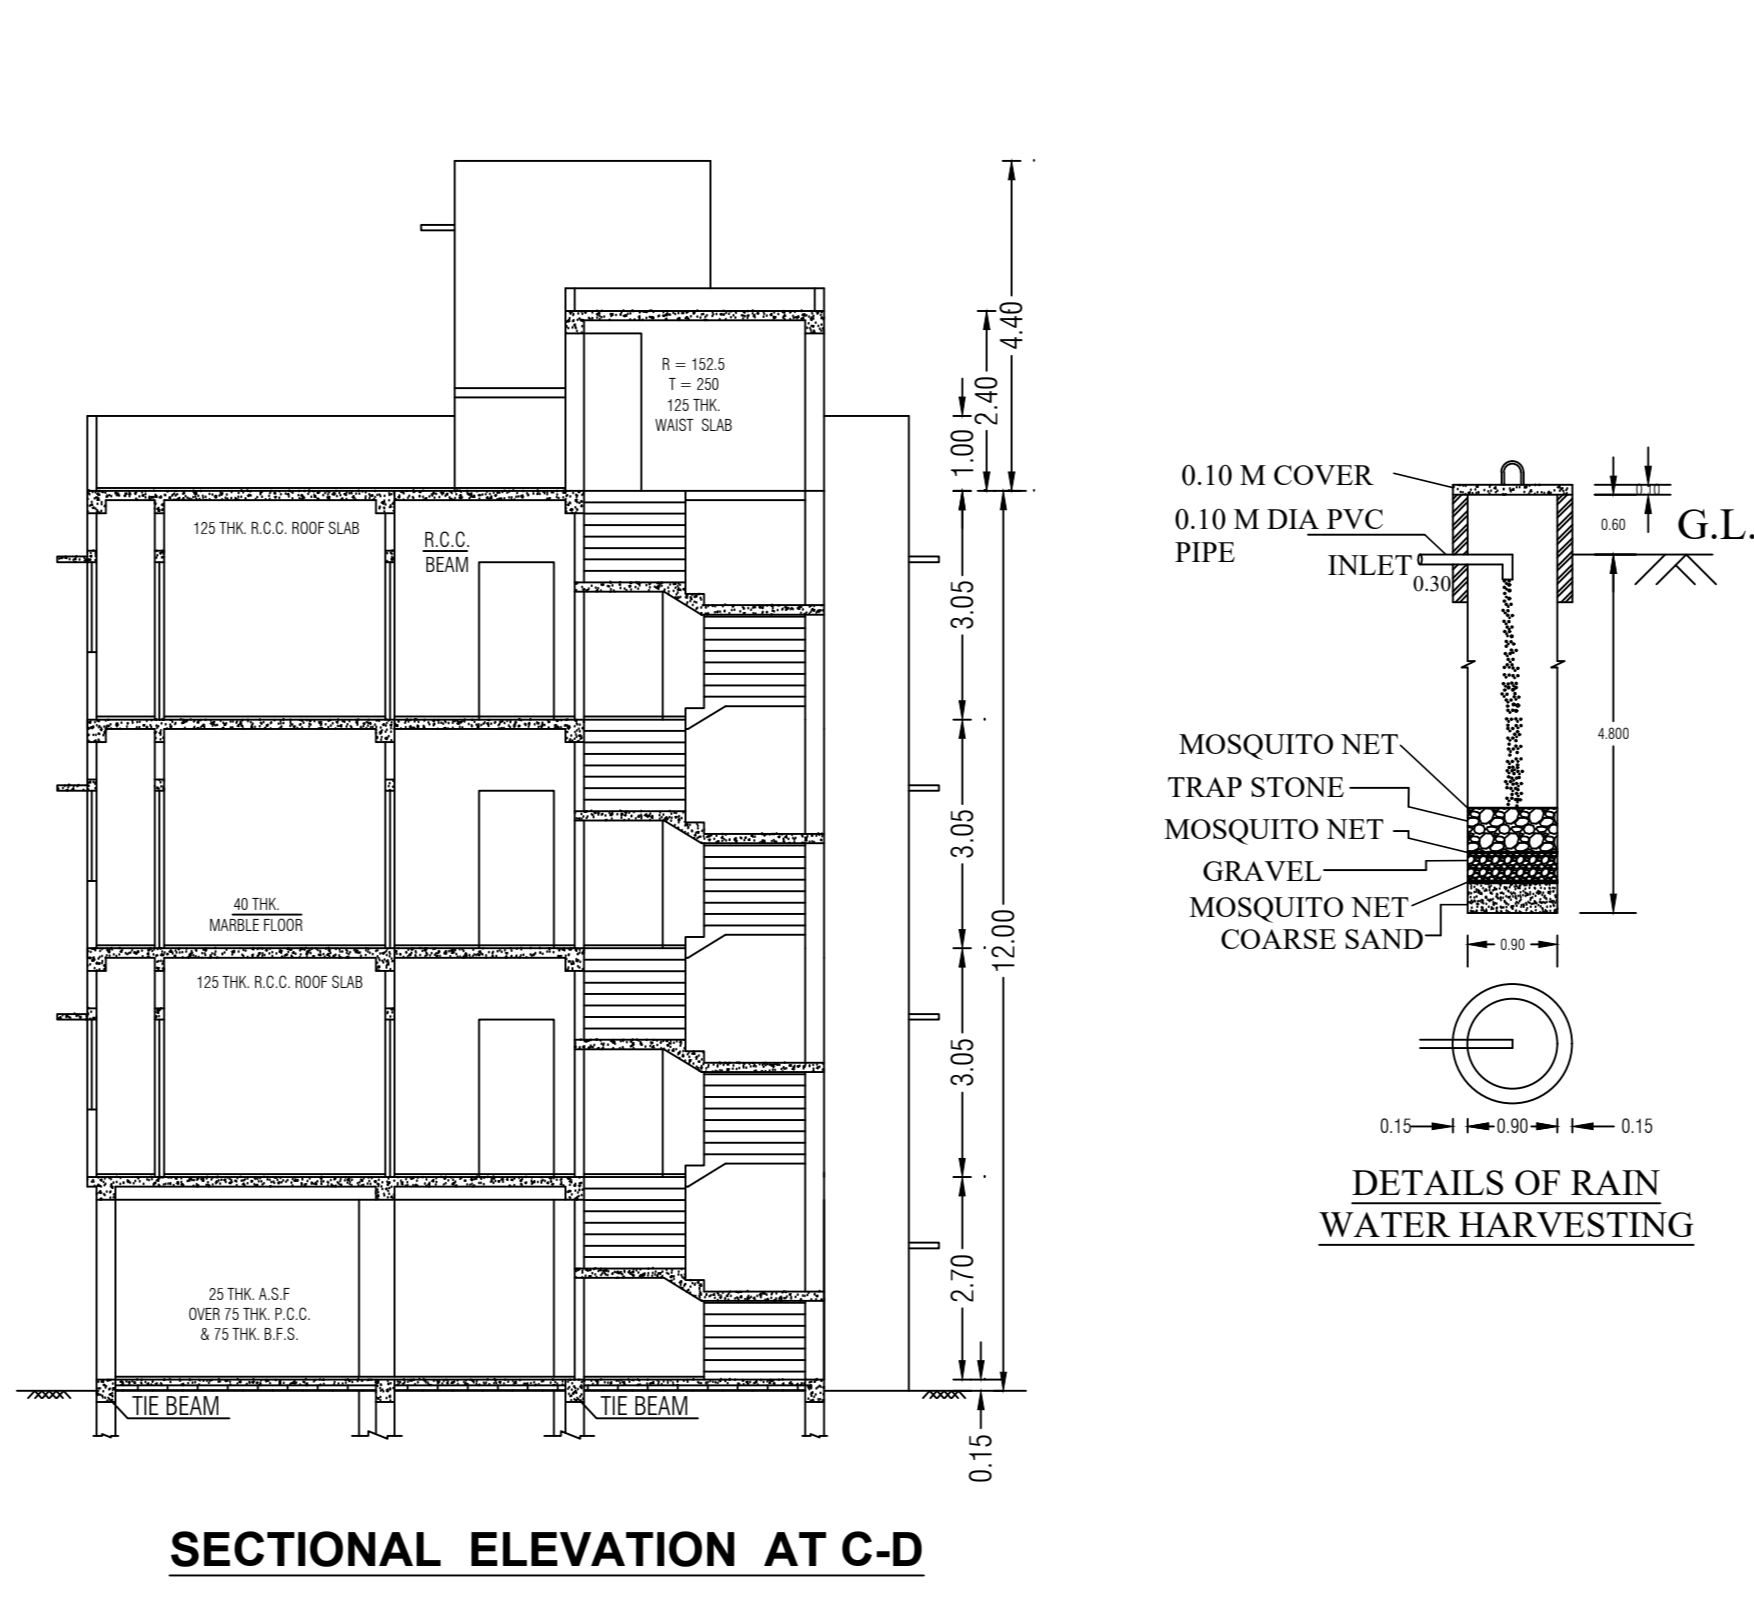 4.40
2.40
1.00
R = 152.5
T = 250
125 THK.
WAIST SLAB
125 THK. R.C.C. ROOF SLAB
R.C.C.
BEAM
3.05
3.05
40 THK.
MARBLE FLOOR
12.00
125 THK. R.C.C. ROOF SLAB
3.05
2.70
25 THK. A.S.F
OVER 75 THK. P.C.C.
& 75 THK. B.F.S.
TIE BEAM
TIE BEAM
0.15
SECTIONAL ELEVATION AT C-D
0.10 M COVER
0.10
0.10 M DIA PVC
PIPE
0.60
G.L.
INLET
0.30
4.800
MOSQUITO NET
TRAP STONE
MOSQUITO NET
GRAVEL
MOSQUITO NET
COARSE SAND
0.90
0.15 0.90 0.15
DETAILS OF RAIN
WATER HARVESTING